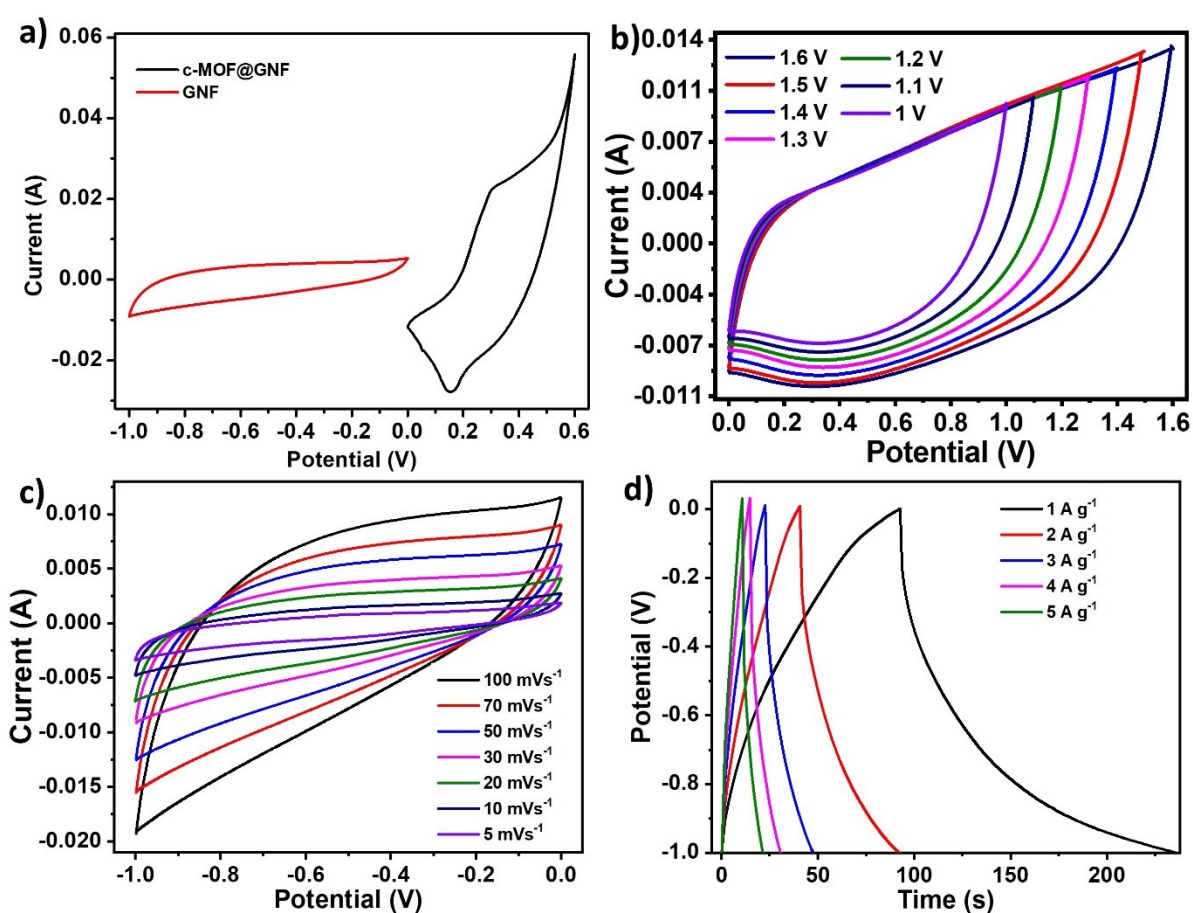 a)
0.06
0.04
0.02
0.00
-0.02
Current (A)
c-MOF@GNF
GNF
-1.0 -0.8 -0.6 -0.4 -0.2 0.0 0.2 0.4 0.6
Potential (V)
b)
0.014
0.011
0.007
0.004
0.000
-0.004
-0.007
-0.011
Current (A)
1.6 V 1.2 V
1.5 V 1.1 V
1.4 V 1 V
1.3 V
0.0 0.2 0.4 0.6 0.8 1.0 1.2 1.4 1.6
Potential (V)
c)
0.010
0.005
0.000
-0.005
-0.010
-0.015
-0.020
Current (A)
100 mVs⁻¹
70 mVs⁻¹
50 mVs⁻¹
30 mVs⁻¹
20 mVs⁻¹
10 mVs⁻¹
5 mVs⁻¹
-1.0 -0.8 -0.6 -0.4 -0.2 0.0
Potential (V)
d)
0.0
-0.2
-0.4
-0.6
-0.8
-1.0
Potential (V)
1 A g⁻¹
2 A g⁻¹
3 A g⁻¹
4 A g⁻¹
5 A g⁻¹
0 50 100 150 200
Time (s)